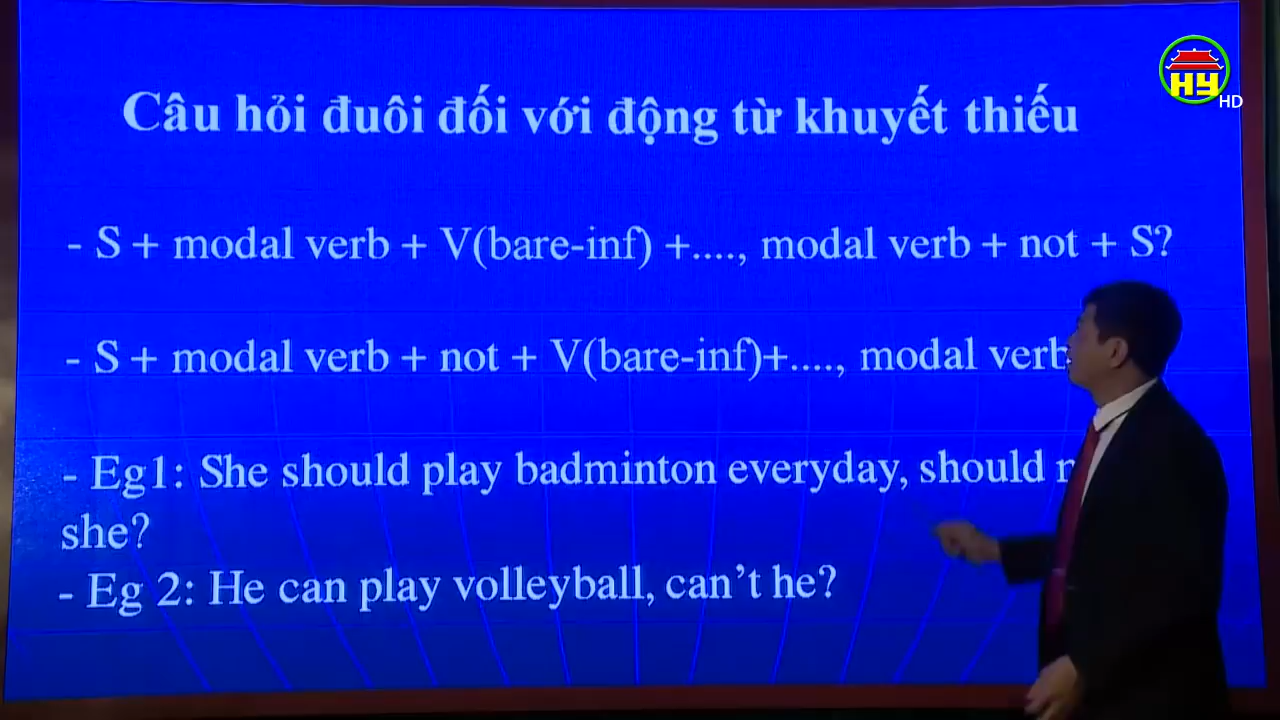 HY
HD
Câu hỏi đuôi đối với động từ khuyết thiếu
- S + modal verb + V(bare-inf) +...., modal verb + not + S?
- S + modal verb + not + V(bare-inf)+...., modal verb
- Eg1: She should play badminton everyday, should
she?
- Eg 2: He can play volleyball, can't he?